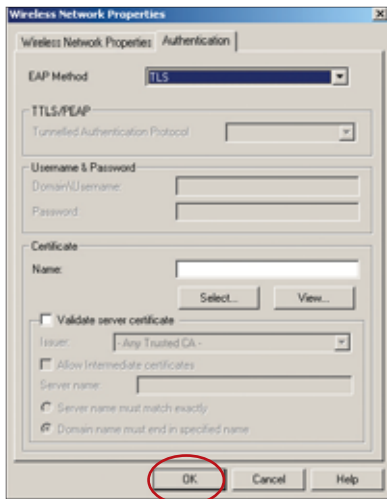 Wireless Network Properties
Wireless Network Properties Authentication
EAP Method TLS
TTLS/PEAP
Tunnelled Authentication Protocol
Username & Password
Domain\Username:
Password:
Certificate
Name:
Select... View...
Validate server certificate
Issuer: - Any Trusted CA -
Allow Intermediate certificates
Server name:
Server name must match exactly
Domain name must end in specified name
OK Cancel Help